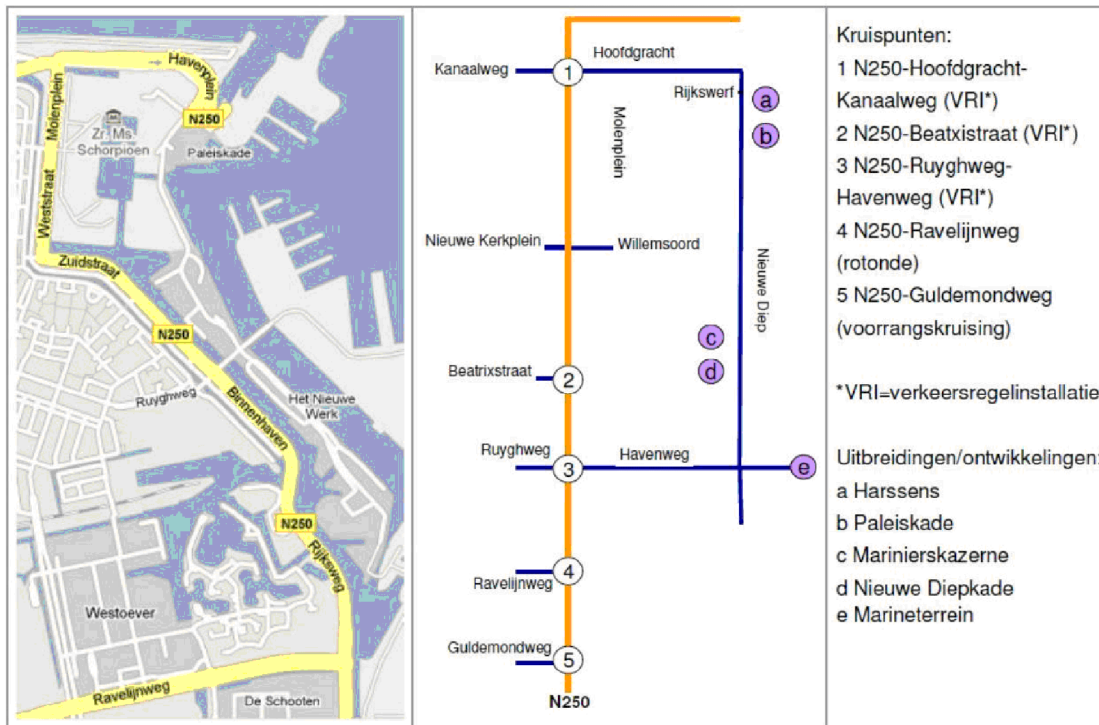 Havenplein
Molenplein
N250
Zr. Ms.
Schorpioen
Paleiskade
Weststraat
Zuidstraat
N250
Ruyghweg
Binnenhaven
Het Nieuwe
Werk
N250
Rijksweg
Westoever
Ravelijnweg
De Schooten
Kanaalweg
1
Hoofdgracht
Rijkswerf
a
b
Molenplein
Nieuwe Kerkplein
Willemsoord
Nieuwe Diep
c
d
Beatrixstraat
2
Ruyghweg
3
Havenweg
e
Ravelijnweg
4
Guldemondweg
5
N250
Kruispunten:
1 N250-Hoofdgracht-
Kanaalweg (VRI*)
2 N250-Beatxistraat (VRI*)
3 N250-Ruyghweg-
Havenweg (VRI*)
4 N250-Ravelijnweg
(rotonde)
5 N250-Guldemondweg
(voorrangskruising)
*VRI=verkeersregelinstallatie
Uitbreidingen/ontwikkelingen:
a Harssens
b Paleiskade
c Marinierskazerne
d Nieuwe Diepkade
e Marineterrein